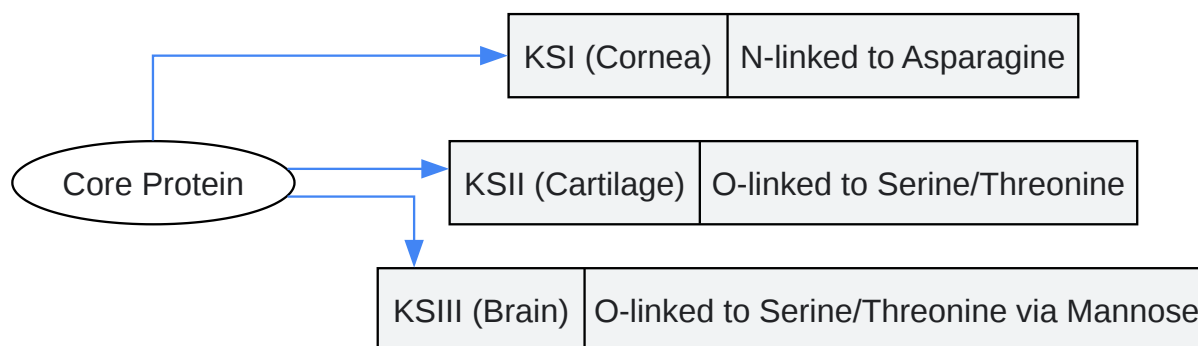 KSI (Cornea) N-linked to Asparagine
Core Protein
KSII (Cartilage) O-linked to Serine/Threonine
KSIII (Brain) O-linked to Serine/Threonine via Mannose